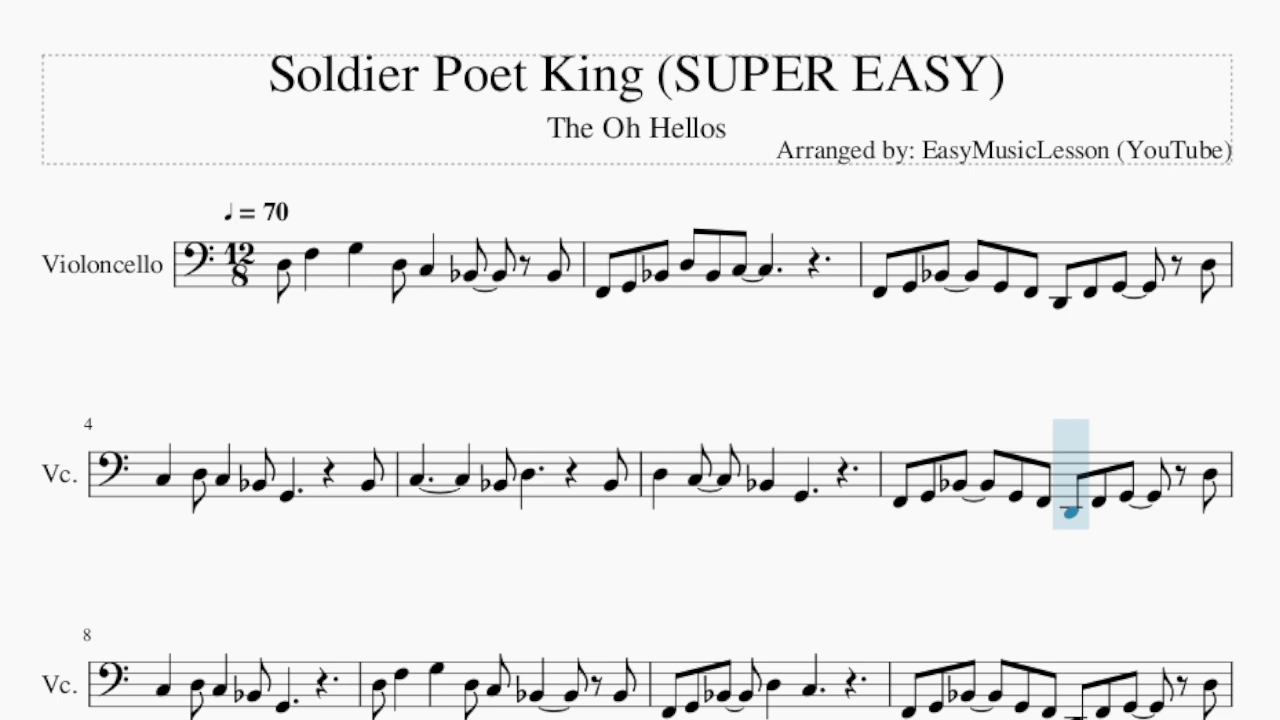 Soldier Poet King (SUPER EASY)
The Oh Hellos
Arranged by: EasyMusicLesson (YouTube)
♩ = 70
Violoncello
12
8
4
Vc.
8
Vc.